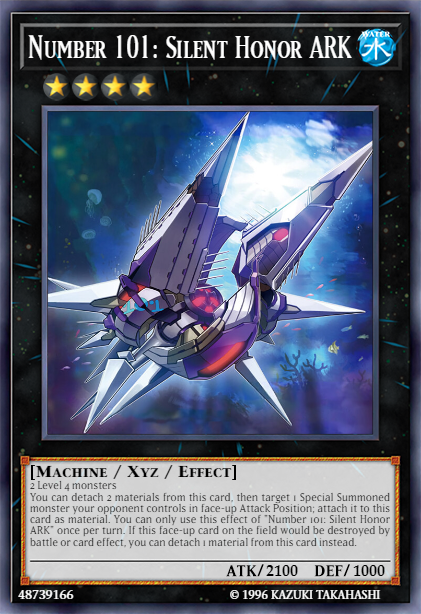 Number 101: Silent Honor ARK
WATER
水
[Machine / Xyz / Effect]
2 Level 4 monsters
You can detach 2 materials from this card, then target 1 Special Summoned
monster your opponent controls in face-up Attack Position; attach it to this
card as material. You can only use this effect of "Number 101: Silent Honor
ARK" once per turn. If this face-up card on the field would be destroyed by
battle or card effect, you can detach 1 material from this card instead.
ATK/2100 DEF/1000
48739166 © 1996 KAZUKI TAKAHASHI